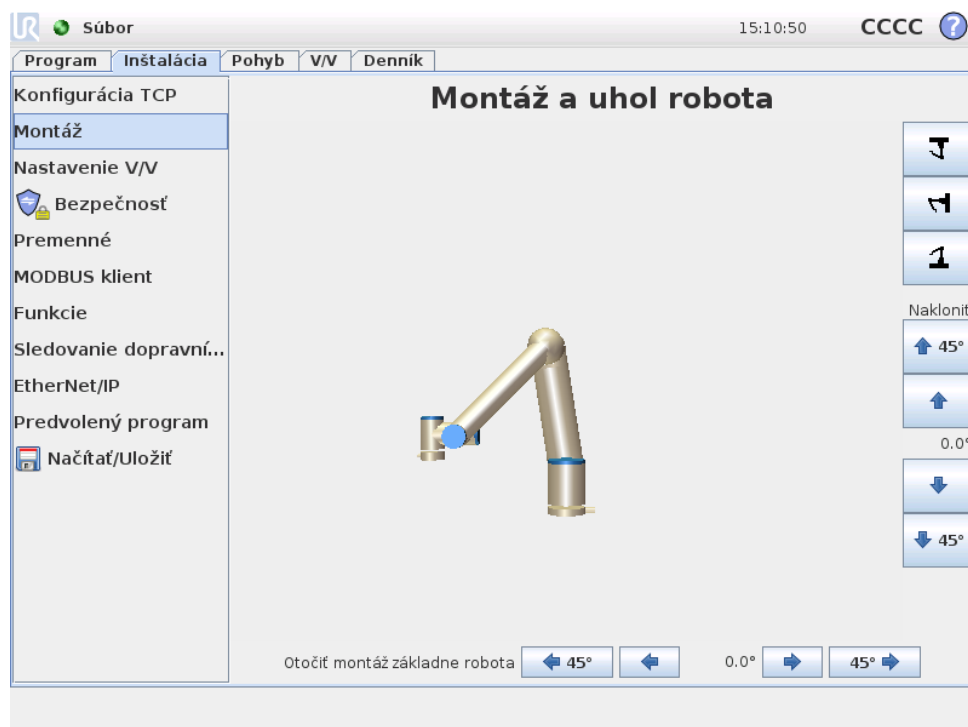 UR Súbor 15:10:50 CCCC ?
Program Inštalácia Pohyb V/V Denník
Konfigurácia TCP
Montáž a uhol robota
Montáž
Nastavenie V/V
Bezpečnosť
Premenné
MODBUS klient
Funkcie
Nakloniť
Sledovanie dopravní...
45°
EtherNet/IP
Predvolený program
0.0°
Načítať/Uložiť
45°
Otočiť montáž základne robota 45° 0.0° 45°